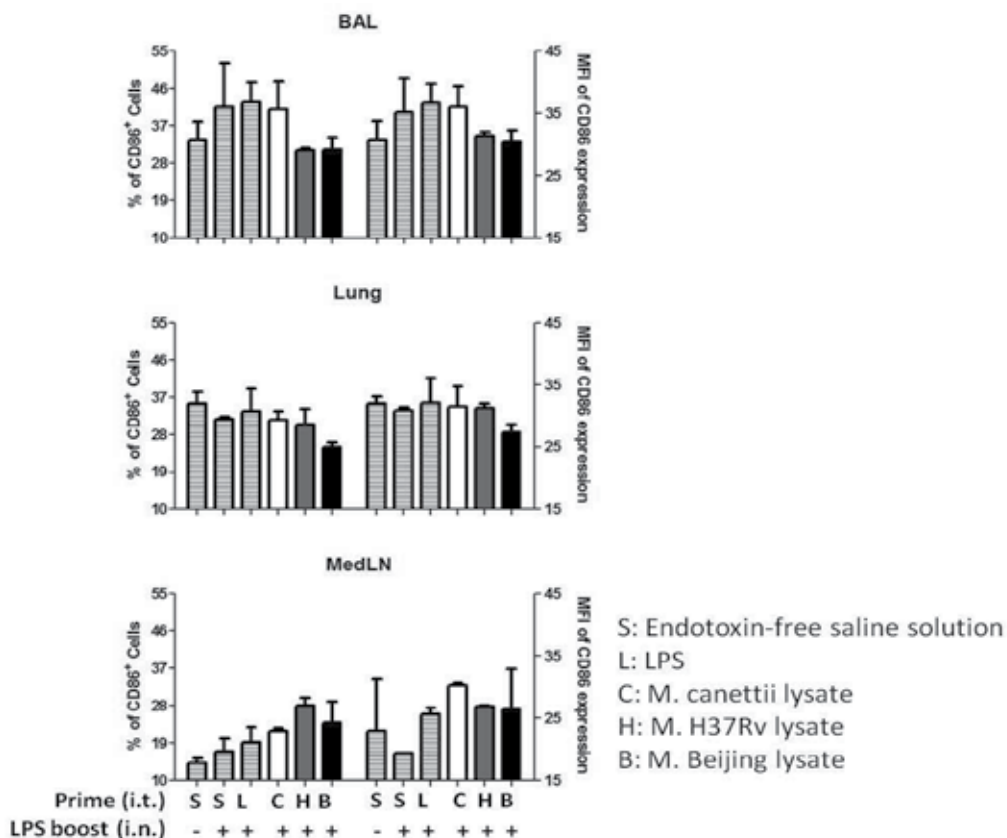 BAL
% of CD86⁺ Cells
55
46
37
28
19
10
45
35
25
15
MFI of CD86 expression
Lung
% of CD86⁺ Cells
55
46
37
28
19
10
45
35
25
15
MFI of CD86 expression
MedLN
% of CD86⁺ Cells
55
46
37
28
19
10
45
35
25
15
MFI of CD86 expression
Prime (i.t.) S S L C H B S S L C H B
LPS boost (i.n.) - + + + + + - + + + + +
S: Endotoxin-free saline solution
L: LPS
C: M. canettii lysate
H: M. H37Rv lysate
B: M. Beijing lysate